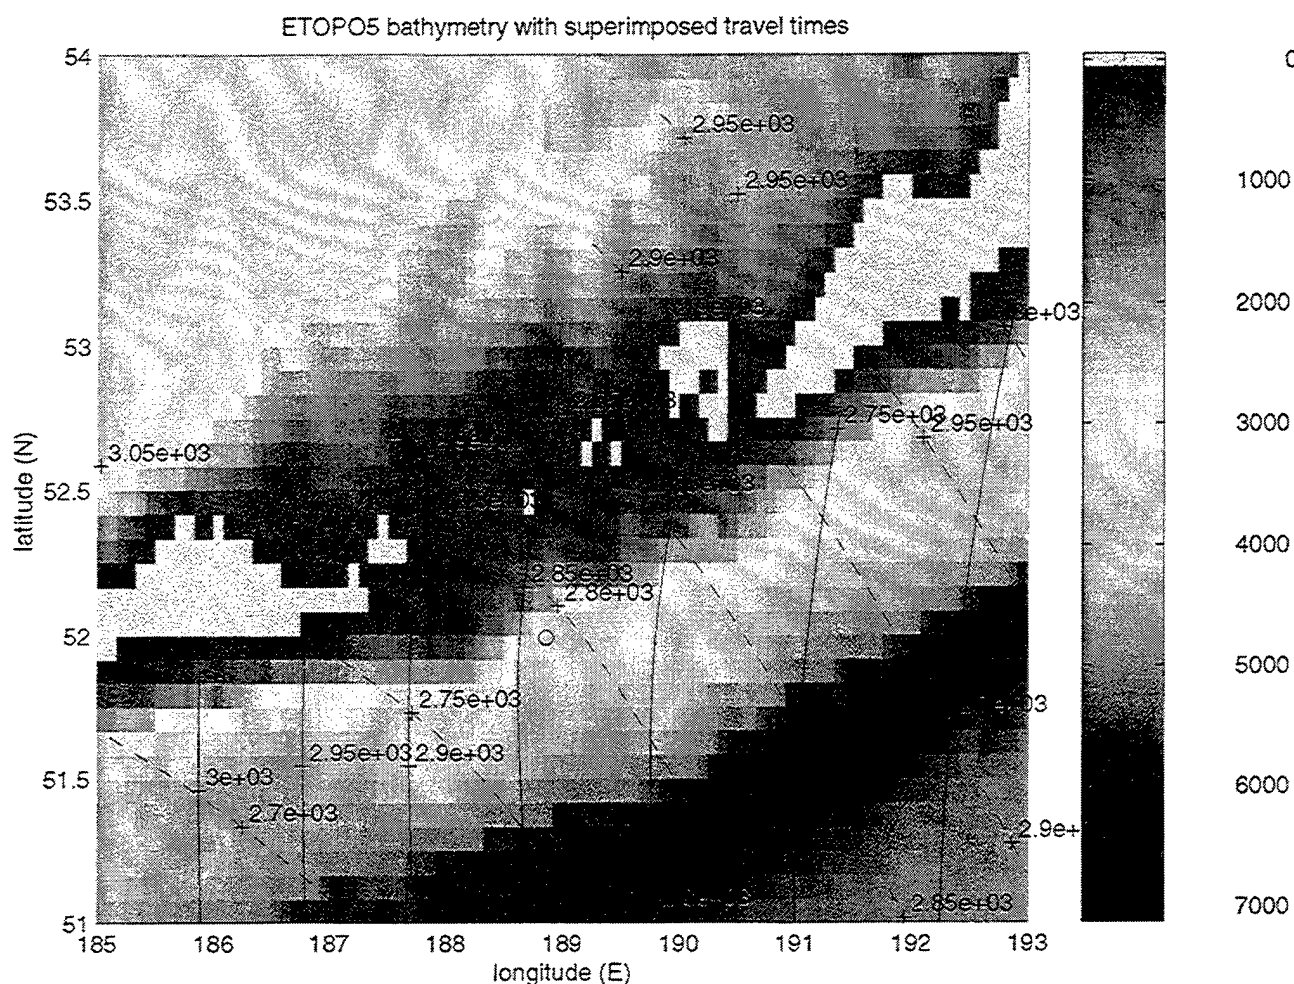 ETOPO5 bathymetry with superimposed travel times
54
0
2.95e+03
1000
2.95e+03
53.5
2.9e+03
2000
53
3e+03
2.75e+03
2.95e+03
3000
3.05e+03
52.5
4000
2.85e+03
2.8e+03
52
5000
2.75e+03
2.95e+03
2.9e+03
51.5
3e+03
6000
2.7e+03
2.9e+
2.85e+03
7000
51
185
186
187
188
189
190
191
192
193
latitude (N)
longitude (E)